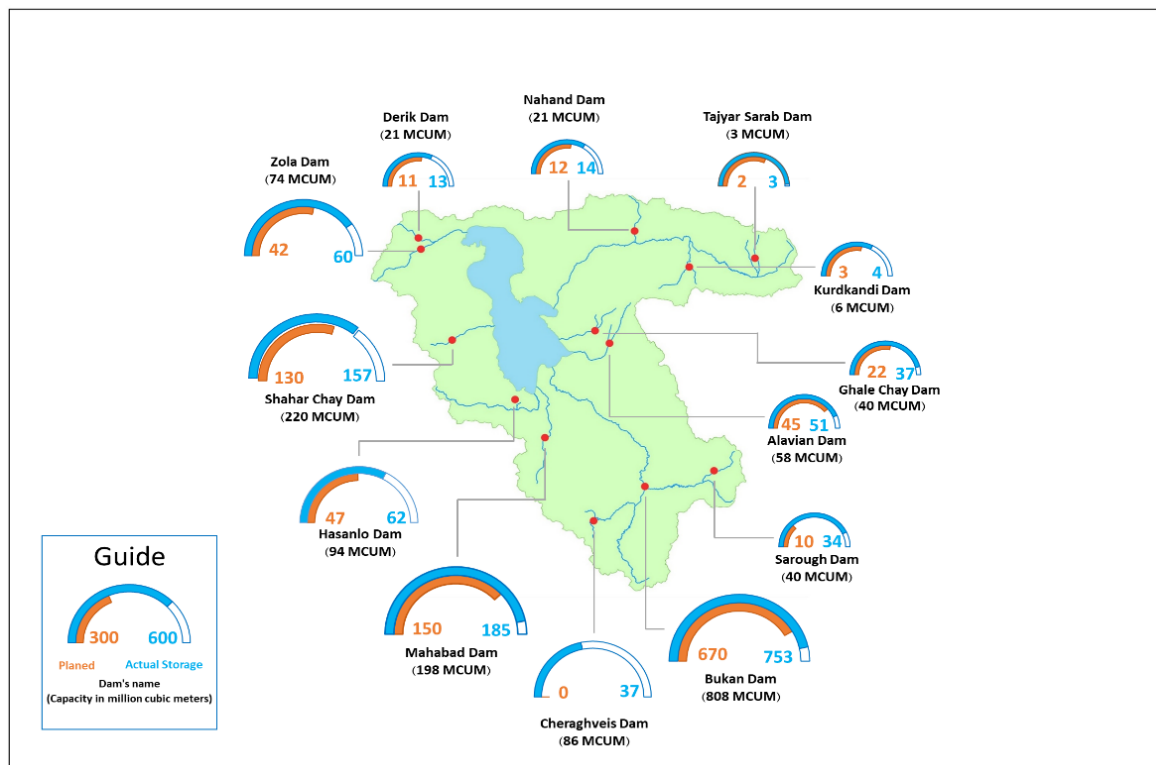 Nahand Dam
(21 MCUM)
12 14
Derik Dam
(21 MCUM)
11 13
Tajyar Sarab Dam
(3 MCUM)
2 3
Zola Dam
(74 MCUM)
42 60
3 4
Kurdkandi Dam
(6 MCUM)
130 157
Shahar Chay Dam
(220 MCUM)
22 37
Ghale Chay Dam
(40 MCUM)
45 51
Alavian Dam
(58 MCUM)
47 62
Hasanlo Dam
(94 MCUM)
10 34
Sarough Dam
(40 MCUM)
150 185
Mahabad Dam
(198 MCUM)
670 753
Bukan Dam
(808 MCUM)
0 37
Cheraghveis Dam
(86 MCUM)
Guide
300 600
Planed Actual Storage
Dam's name
(Capacity in million cubic meters)